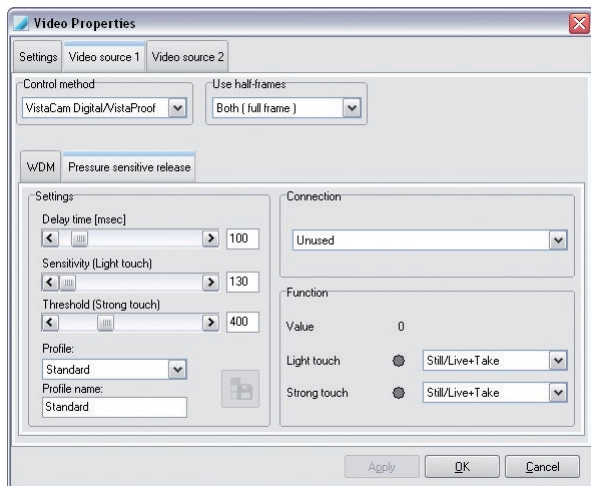 Video Properties
Settings Video source 1 Video source 2
Control method
VistaCam Digital/VistaProof
Use half-frames
Both ( full frame )
WDM Pressure sensitive release
Settings
Delay time [msec]
100
Sensitivity (Light touch)
130
Threshold (Strong touch)
400
Profile:
Standard
Profile name:
Standard
Connection
Unused
Function
Value 0
Light touch Still/Live+Take
Strong touch Still/Live+Take
Apply OK Cancel